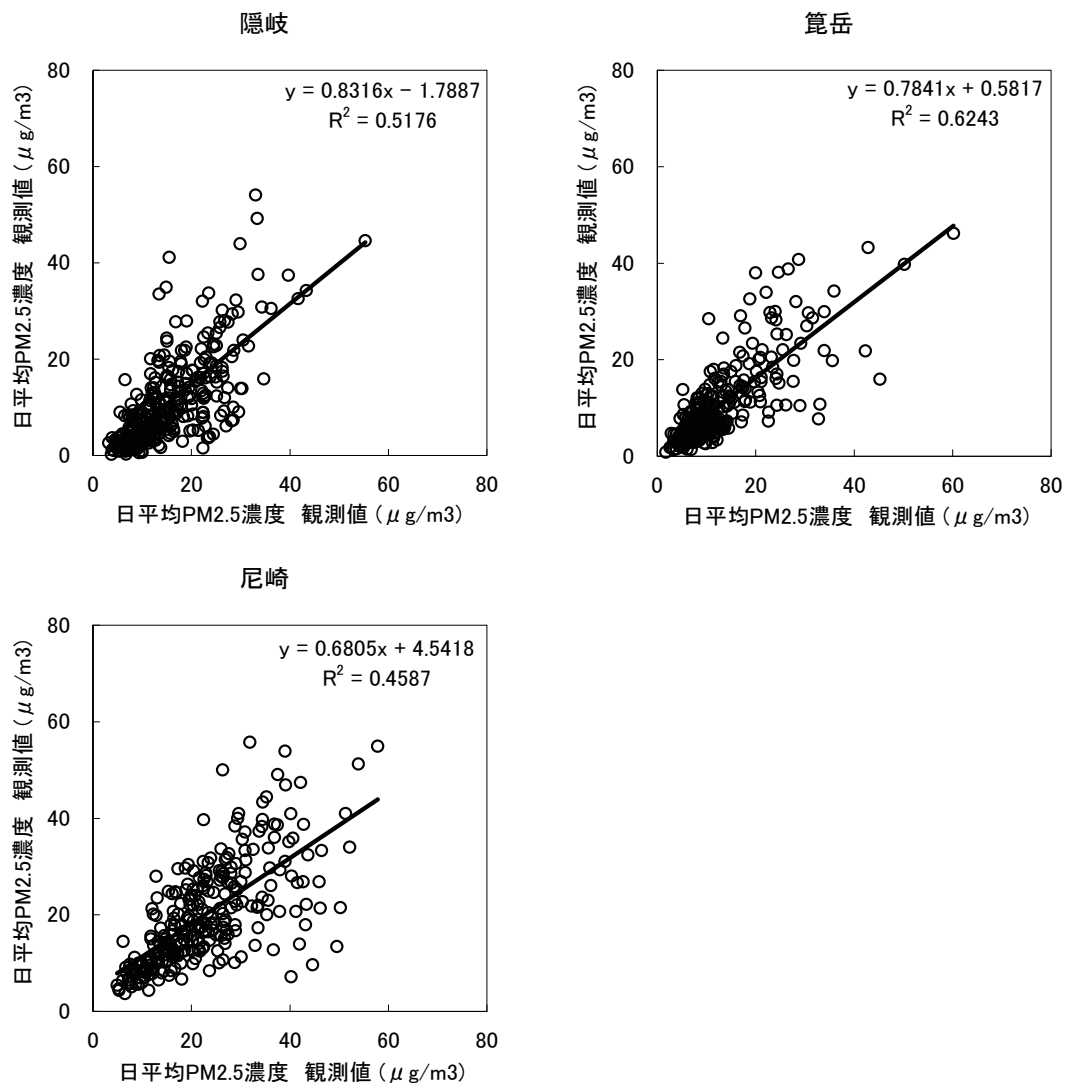 隠岐
y = 0.8316x − 1.7887
R² = 0.5176
日平均PM2.5濃度 観測値(μg/m3)
80
60
40
20
0
0 20 40 60 80
日平均PM2.5濃度 観測値(μg/m3)
箟岳
y = 0.7841x + 0.5817
R² = 0.6243
日平均PM2.5濃度 観測値(μg/m3)
80
60
40
20
0
0 20 40 60 80
日平均PM2.5濃度 観測値(μg/m3)
尼崎
y = 0.6805x + 4.5418
R² = 0.4587
日平均PM2.5濃度 観測値(μg/m3)
80
60
40
20
0
0 20 40 60 80
日平均PM2.5濃度 観測値(μg/m3)